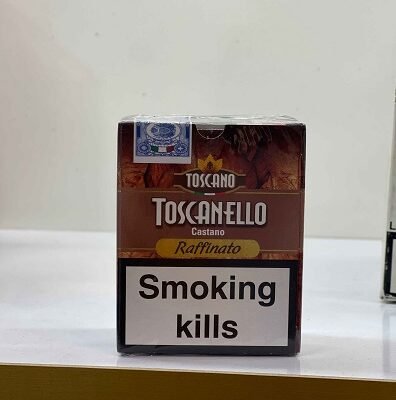 TOSCANO
TOSCANELLO
Castano
Raffinato
Smoking
kills